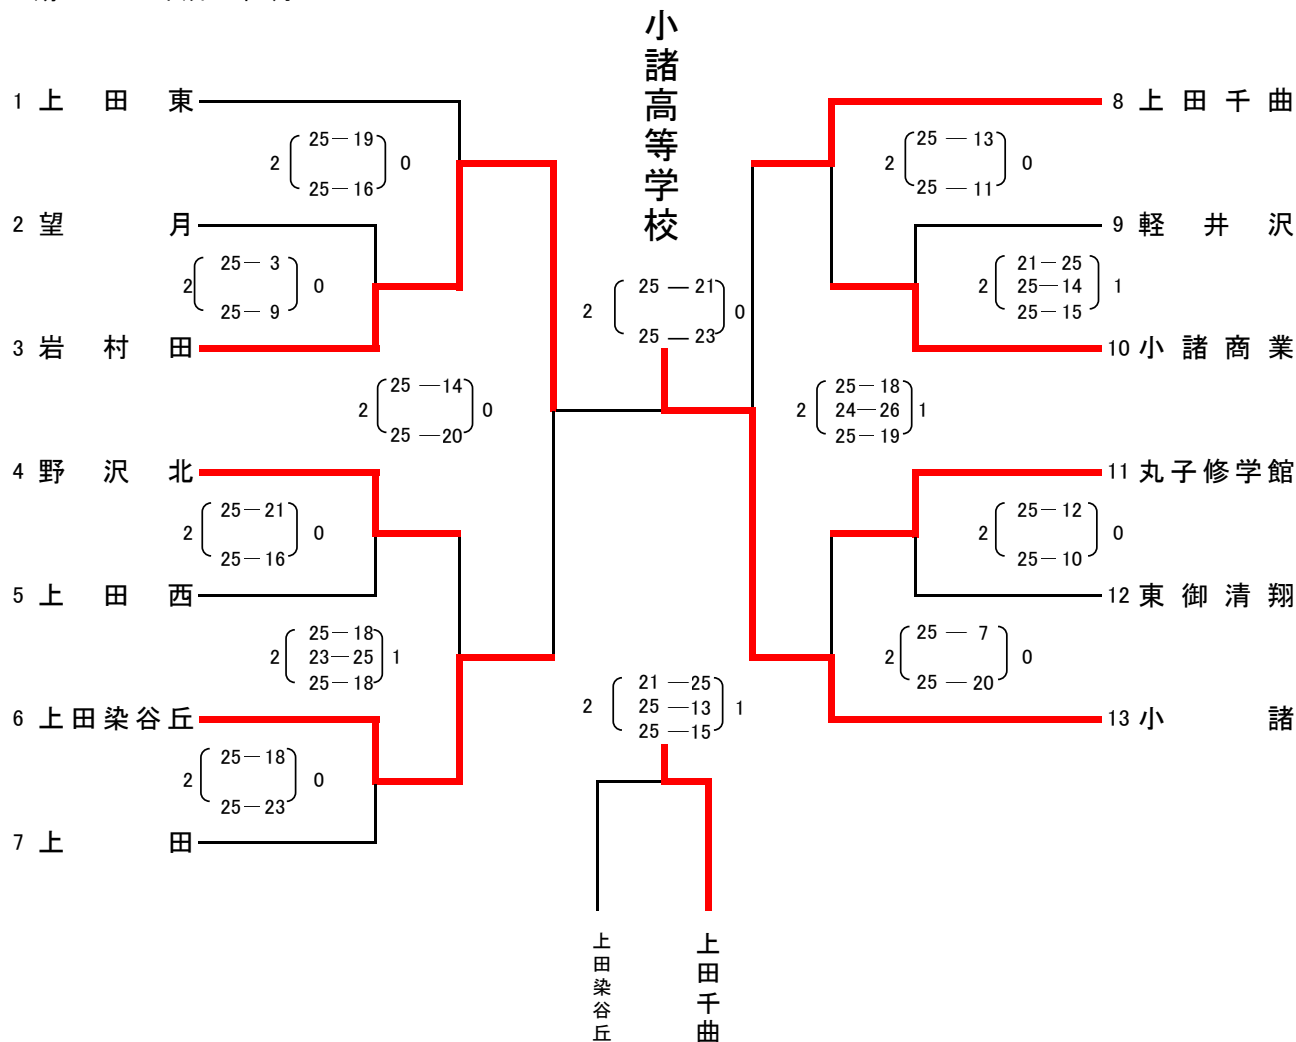 小諸高等学校
1 上田東
25－19
2 0
25－16
2 望月
25－3
2 0
25－9
3 岩村田
25－14
2 0
25－20
4 野沢北
25－21
2 0
25－16
5 上田西
25－18
2 23－25 1
25－18
6 上田染谷丘
25－18
2 0
25－23
7 上田
25－21
2 0
25－23
8 上田千曲
25－13
2 0
25－11
9 軽井沢
21－25
2 25－14 1
25－15
10 小諸商業
25－18
2 24－26 1
25－19
11 丸子修学館
25－12
2 0
25－10
12 東御清翔
25－7
2 0
25－20
13 小諸
21－25
2 25－13 1
25－15
上田染谷丘
上田千曲